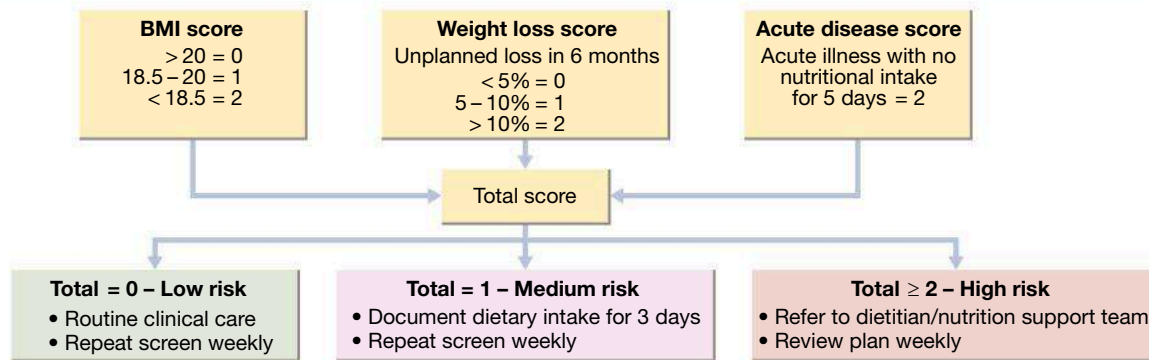 BMI score
> 20 = 0
18.5 – 20 = 1
< 18.5 = 2
Weight loss score
Unplanned loss in 6 months
< 5% = 0
5 – 10% = 1
> 10% = 2
Acute disease score
Acute illness with no
nutritional intake
for 5 days = 2
Total score
Total = 0 – Low risk
• Routine clinical care
• Repeat screen weekly
Total = 1 – Medium risk
• Document dietary intake for 3 days
• Repeat screen weekly
Total ≥ 2 – High risk
• Refer to dietitian/nutrition support team
• Review plan weekly